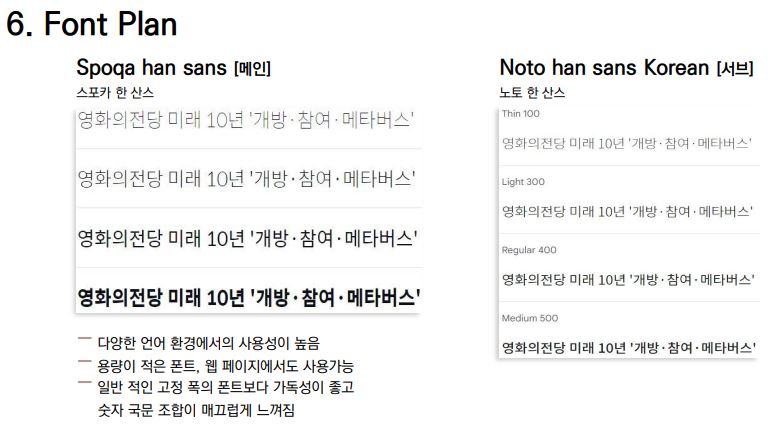 6. Font Plan
Spoqa han sans [메인]
스포카 한 산스
영화의전당 미래 10년 '개방·참여·메타버스'
영화의전당 미래 10년 '개방·참여·메타버스'
영화의전당 미래 10년 '개방·참여·메타버스'
영화의전당 미래 10년 '개방·참여·메타버스'
다양한 언어 환경에서의 사용성이 높음
용량이 적은 폰트, 웹 페이지에서도 사용가능
일반 적인 고정 폭의 폰트보다 가독성이 좋고
숫자 국문 조합이 매끄럽게 느껴짐
Noto han sans Korean [서브]
노토 한 산스
Thin 100
영화의전당 미래 10년 '개방·참여·메타버스'
Light 300
영화의전당 미래 10년 '개방·참여·메타버스'
Regular 400
영화의전당 미래 10년 '개방·참여·메타버스'
Medium 500
영화의전당 미래 10년 '개방·참여·메타버스'